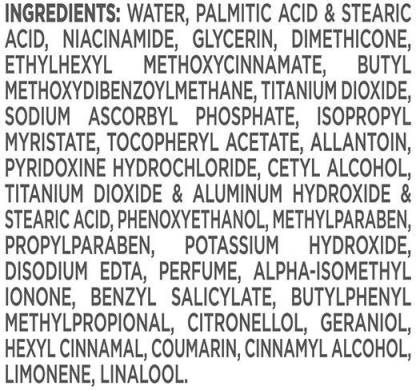 INGREDIENTS: WATER, PALMITIC ACID & STEARIC
ACID, NIACINAMIDE, GLYCERIN, DIMETHICONE,
ETHYLHEXYL METHOXYCINNAMATE, BUTYL
METHOXYDIBENZOYLMETHANE, TITANIUM DIOXIDE,
SODIUM ASCORBYL PHOSPHATE, ISOPROPYL
MYRISTATE, TOCOPHERYL ACETATE, ALLANTOIN,
PYRIDOXINE HYDROCHLORIDE, CETYL ALCOHOL,
TITANIUM DIOXIDE & ALUMINUM HYDROXIDE &
STEARIC ACID, PHENOXYETHANOL, METHYLPARABEN,
PROPYLPARABEN, POTASSIUM HYDROXIDE,
DISODIUM EDTA, PERFUME, ALPHA-ISOMETHYL
IONONE, BENZYL SALICYLATE, BUTYLPHENYL
METHYLPROPIONAL, CITRONELLOL, GERANIOL,
HEXYL CINNAMAL, COUMARIN, CINNAMYL ALCOHOL,
LIMONENE, LINALOOL.